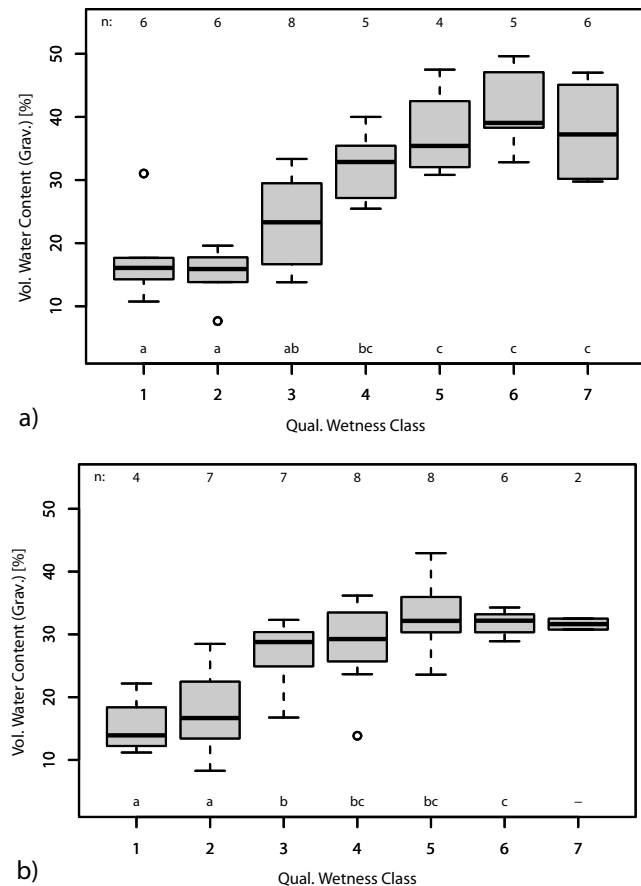 n: 6 6 8 5 4 5 6
50
40
30
20
10
Vol. Water Content (Grav.) [%]
a a ab bc c c c
1 2 3 4 5 6 7
a)
Qual. Wetness Class
n: 4 7 7 8 8 6 2
50
40
30
20
10
Vol. Water Content (Grav.) [%]
a a b bc bc c –
1 2 3 4 5 6 7
b)
Qual. Wetness Class